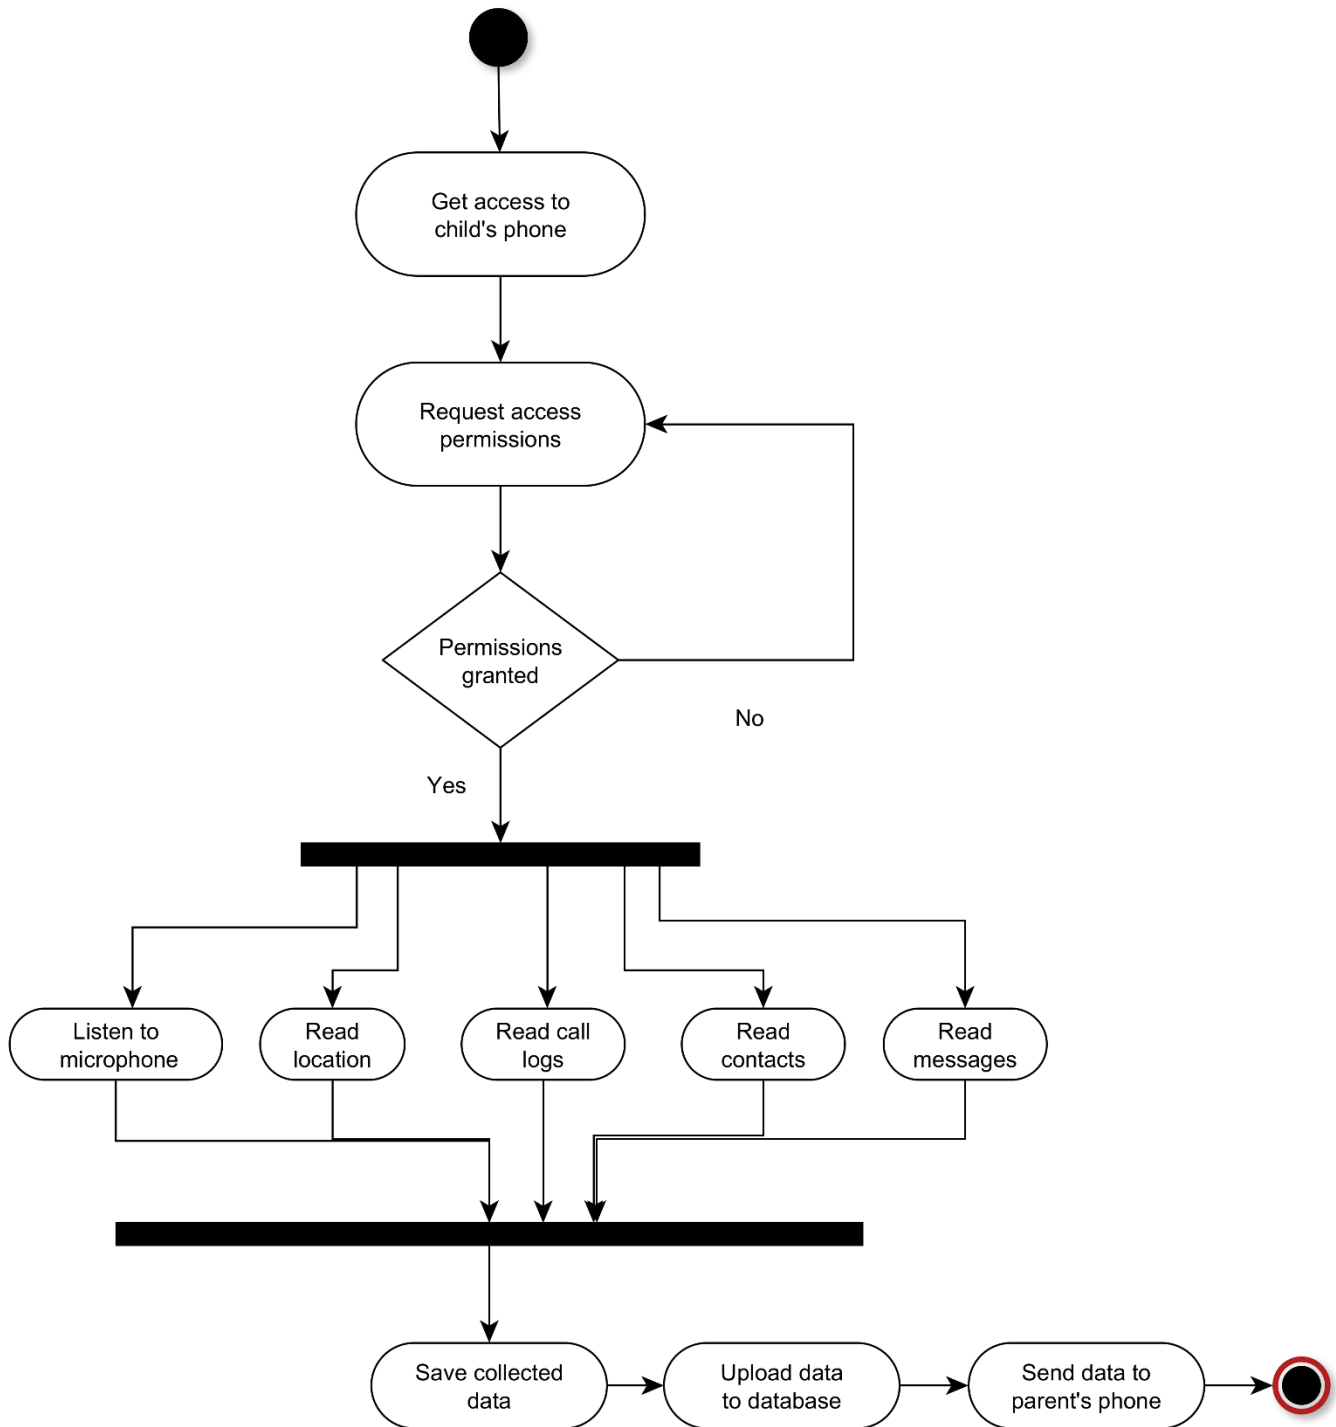 Get access to
child's phone
Request access
permissions
Permissions
granted
No
Yes
Listen to
microphone
Read
location
Read call
logs
Read
contacts
Read
messages
Save collected
data
Upload data
to database
Send data to
parent's phone